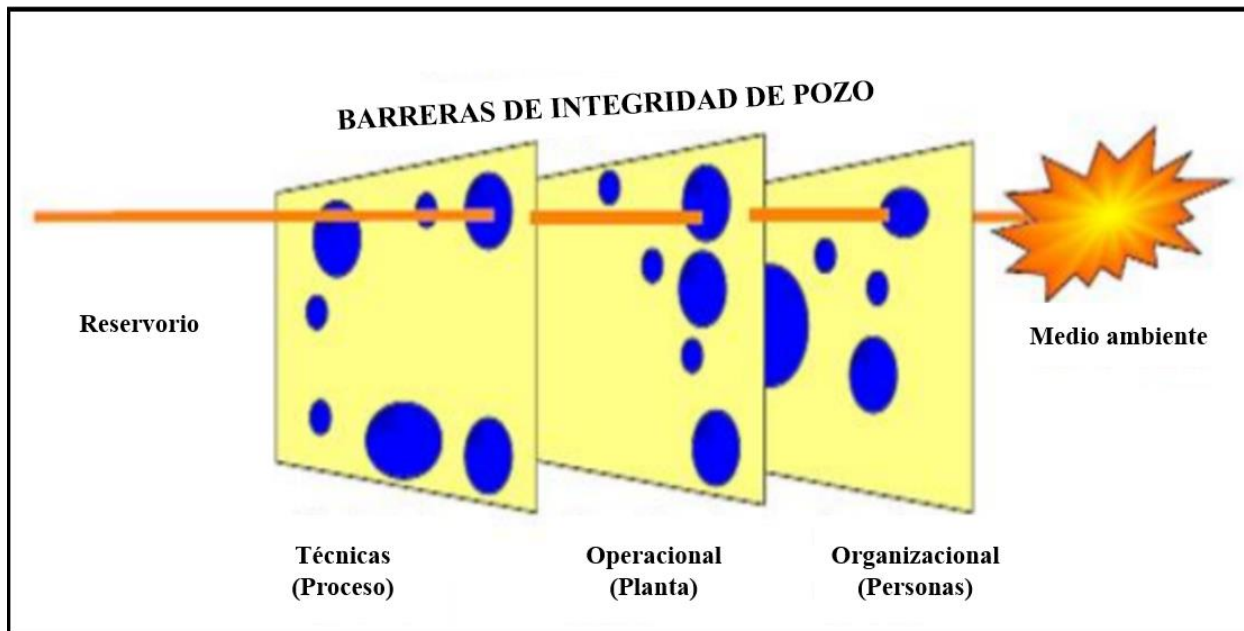 BARRERAS DE INTEGRIDAD DE POZO
Reservorio
Medio ambiente
Técnicas
(Proceso)
Operacional
(Planta)
Organizacional
(Personas)